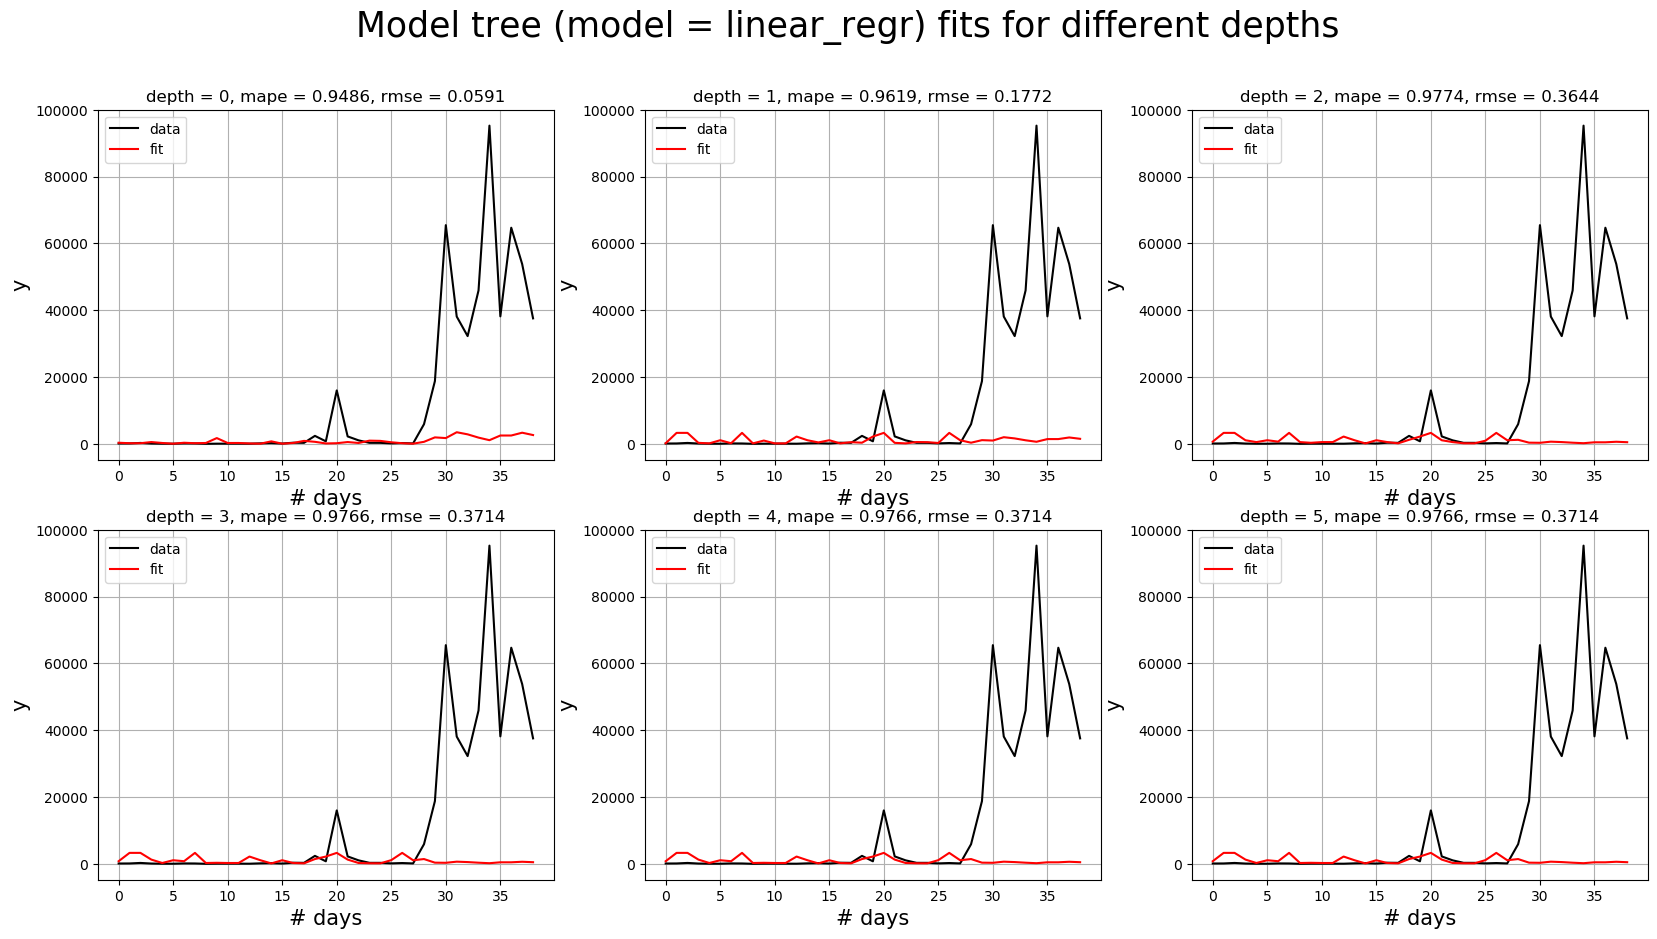 Model tree (model = linear_regr) fits for different depths
depth = 0, mape = 0.9486, rmse = 0.0591
100000
80000
60000
40000
20000
0
y
data
fit
0 5 10 15 20 25 30 35
# days
depth = 1, mape = 0.9619, rmse = 0.1772
100000
80000
60000
40000
20000
0
y
data
fit
0 5 10 15 20 25 30 35
# days
depth = 2, mape = 0.9774, rmse = 0.3644
100000
80000
60000
40000
20000
0
y
data
fit
0 5 10 15 20 25 30 35
# days
depth = 3, mape = 0.9766, rmse = 0.3714
100000
80000
60000
40000
20000
0
y
data
fit
0 5 10 15 20 25 30 35
# days
depth = 4, mape = 0.9766, rmse = 0.3714
100000
80000
60000
40000
20000
0
y
data
fit
0 5 10 15 20 25 30 35
# days
depth = 5, mape = 0.9766, rmse = 0.3714
100000
80000
60000
40000
20000
0
y
data
fit
0 5 10 15 20 25 30 35
# days